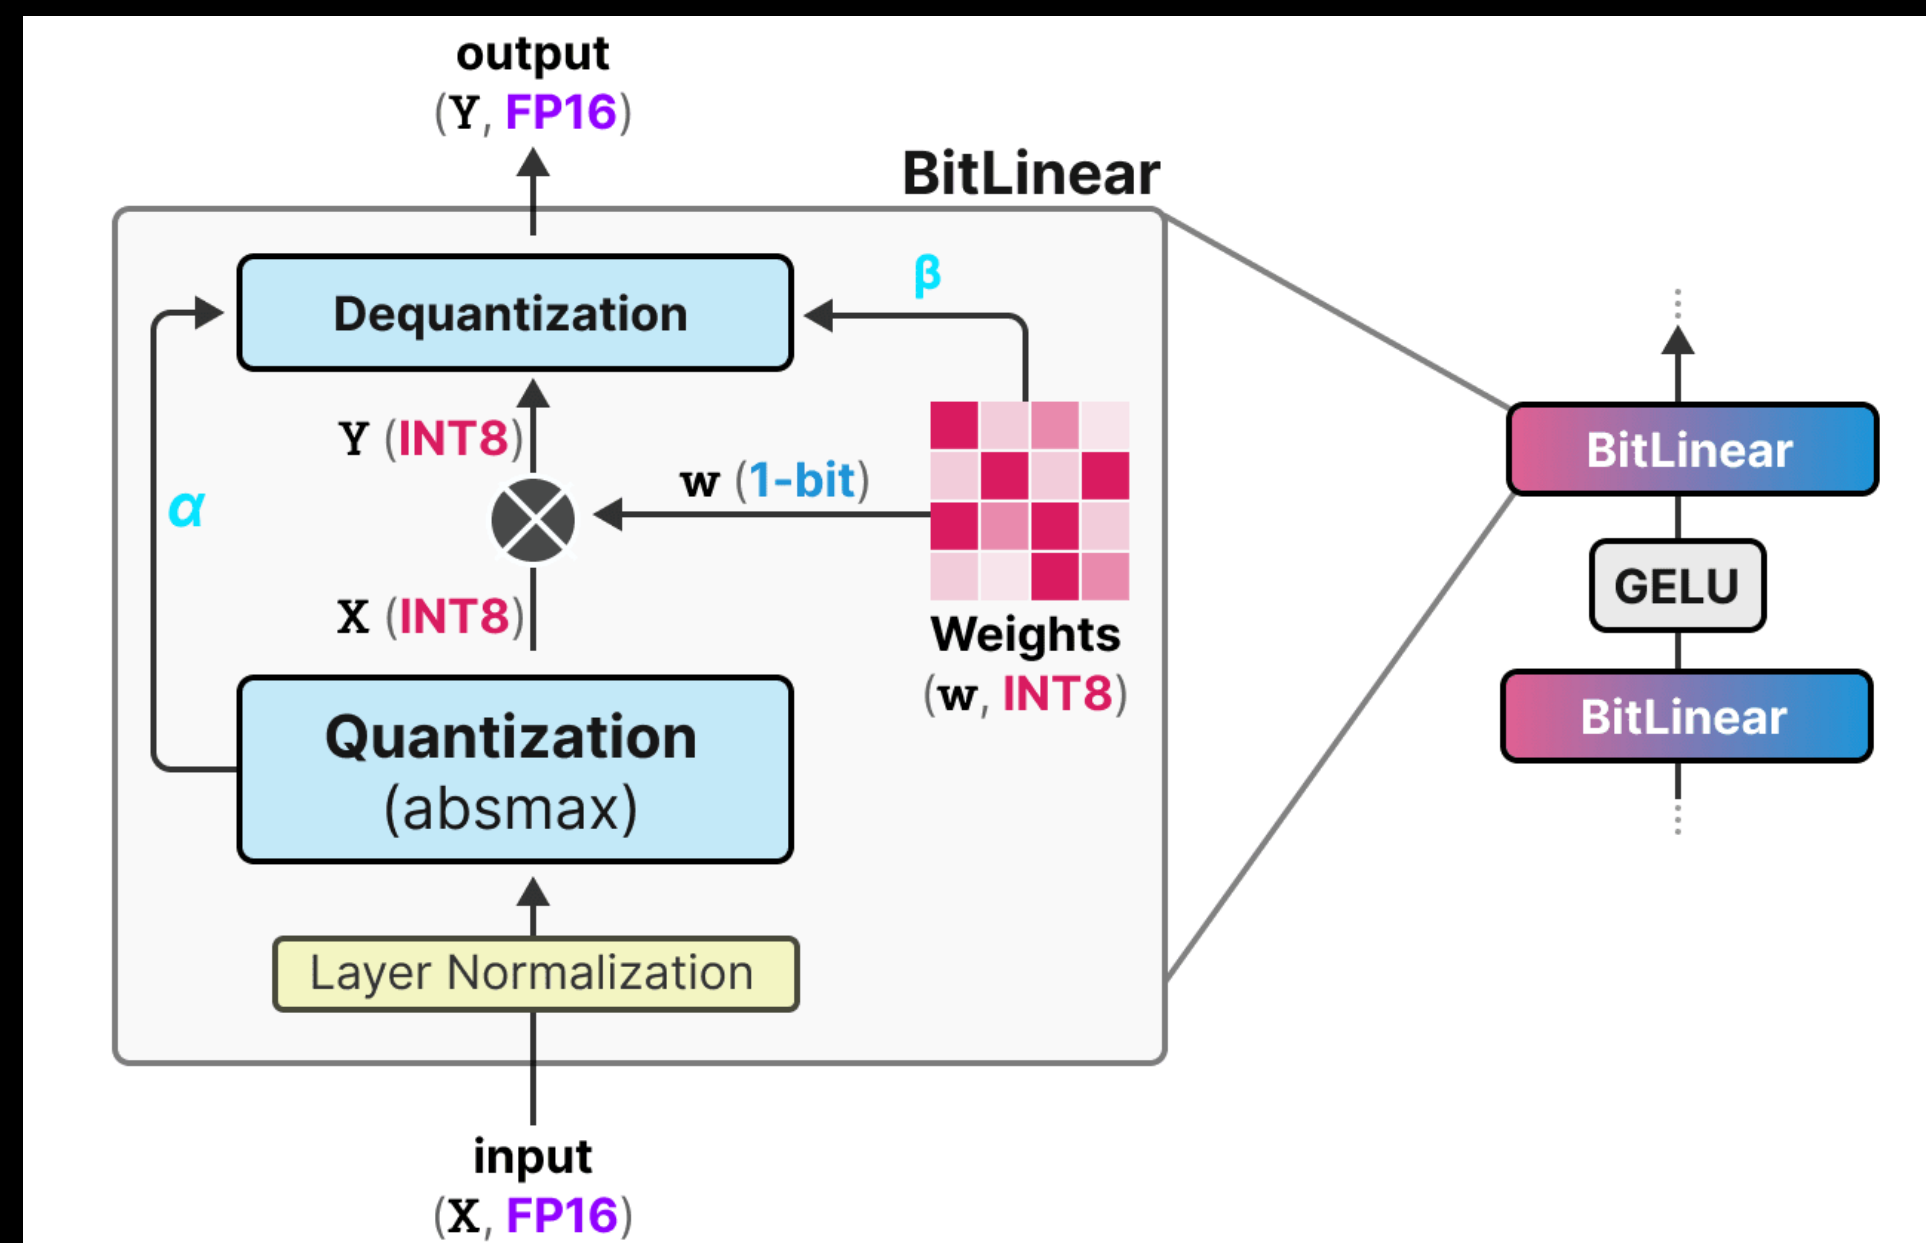 output
(Y, FP16)
BitLinear
Dequantization
β
α
Y (INT8)
w (1-bit)
X (INT8)
Weights
(w, INT8)
Quantization
(absmax)
Layer Normalization
input
(X, FP16)
BitLinear
GELU
BitLinear